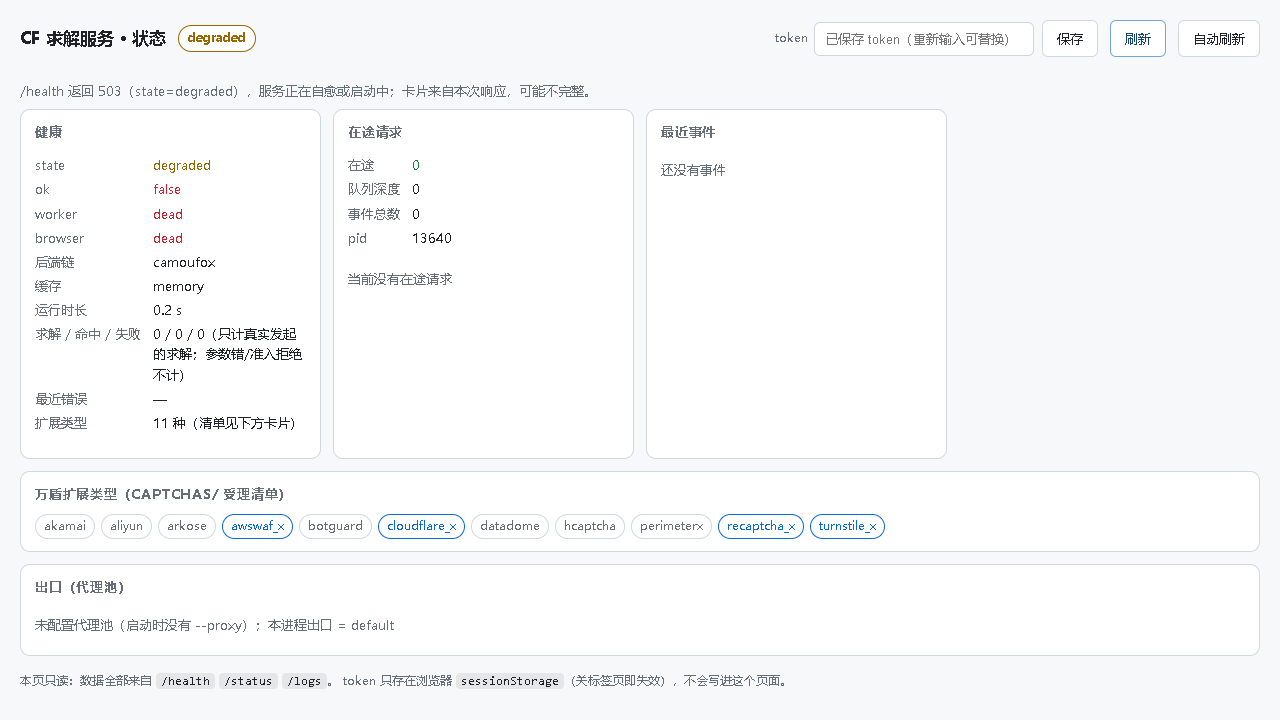 CF 求解服务 · 状态 degraded token 已保存 token（重新输入可替换） 保存 刷新 自动刷新
/health 返回 503（state=degraded），服务正在自愈或启动中；卡片来自本次响应，可能不完整。
健康
state degraded
ok false
worker dead
browser dead
后端链 camoufox
缓存 memory
运行时长 0.2 s
求解 / 命中 / 失败 0 / 0 / 0（只计真实发起
的求解；参数错/准入拒绝
不计）
最近错误 —
扩展类型 11 种（清单见下方卡片）
在途请求
在途 0
队列深度 0
事件总数 0
pid 13640
当前没有在途请求
最近事件
还没有事件
万盾扩展类型（CAPTCHAS/ 受理清单）
akamai aliyun arkose awswaf_x botguard cloudflare_x datadome hcaptcha perimeterx recaptcha_x turnstile_x
出口（代理池）
未配置代理池（启动时没有 --proxy）；本进程出口 = default
本页只读：数据全部来自 /health /status /logs。 token 只存在浏览器 sessionStorage（关标签页即失效），不会写进这个页面。